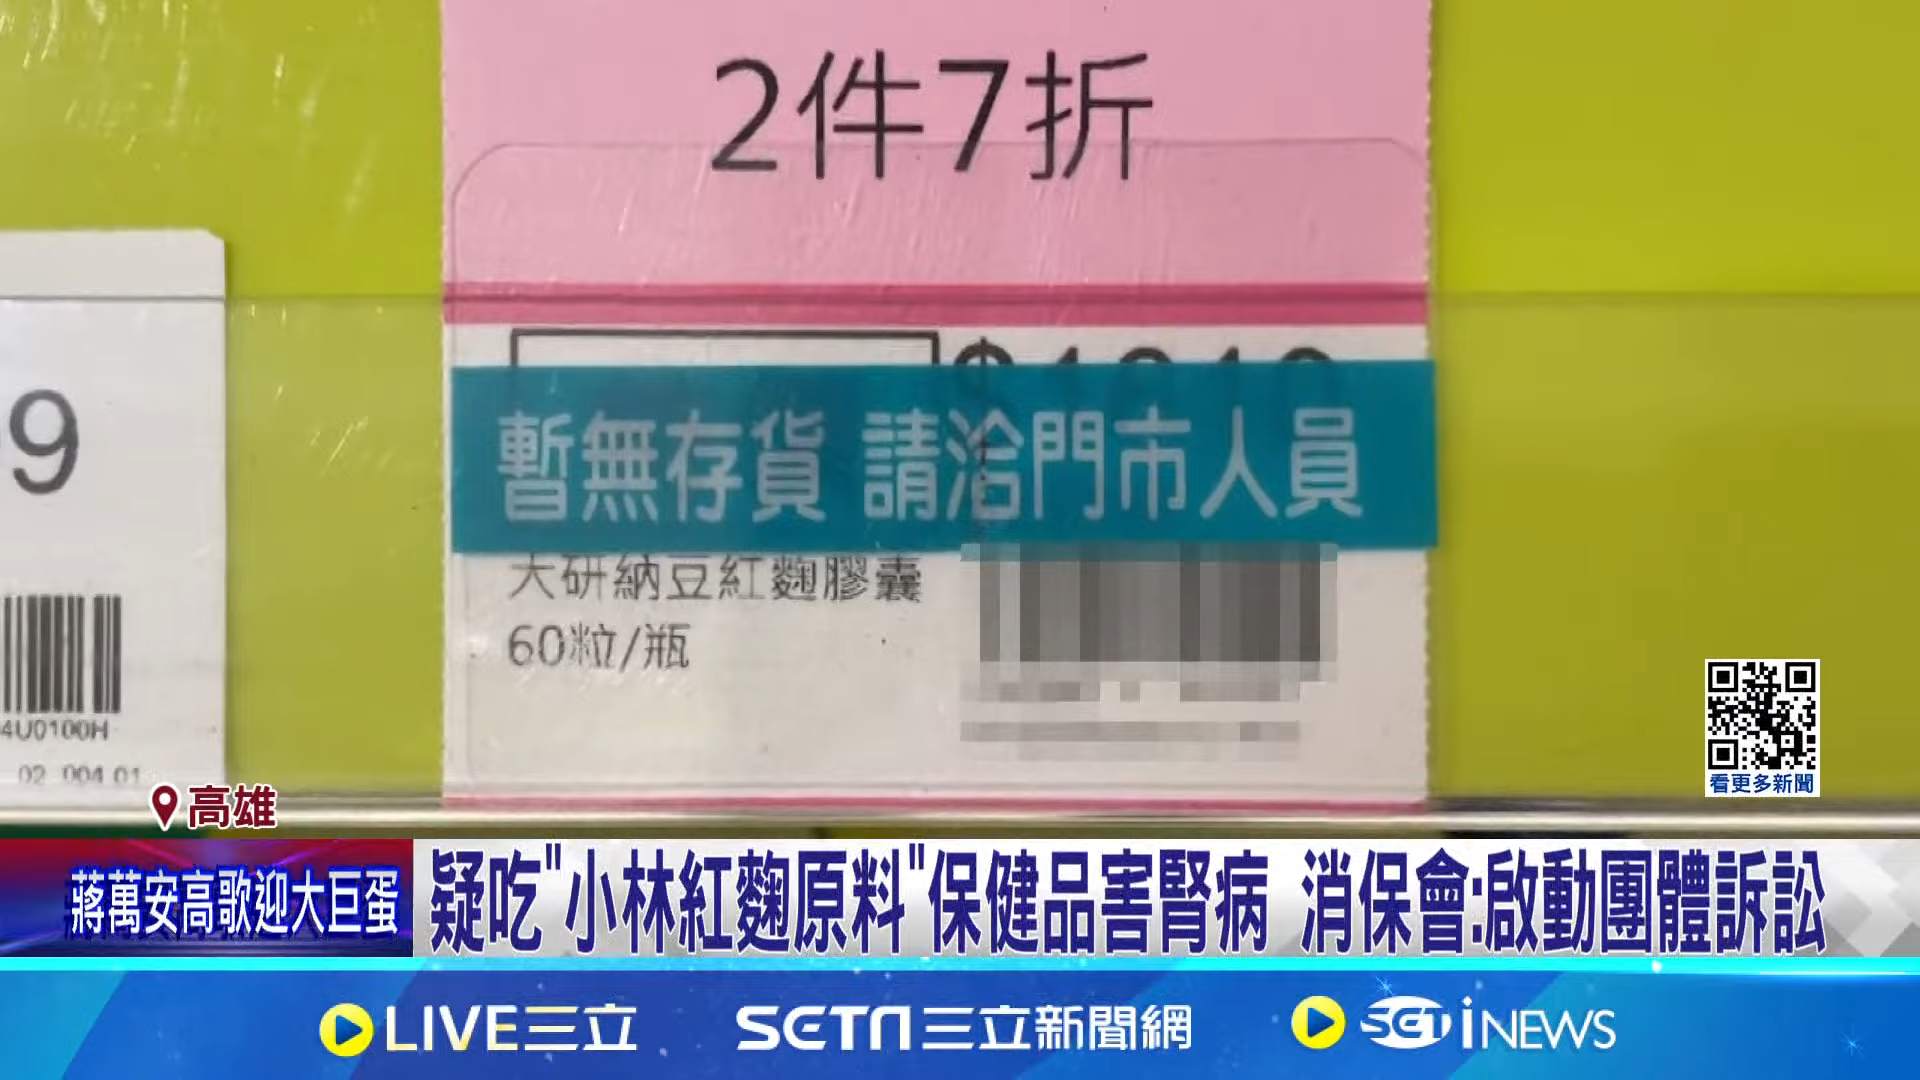 2件7折
9
暫無存貨 請洽門市人員
大研納豆紅麴膠囊
60粒/瓶
4U0100H
02 004 01
看更多新聞
高雄
蔣萬安高歌迎大巨蛋
疑吃"小林紅麴原料"保健品害腎病 消保會:啟動團體訴訟
LIVE三立
SETN三立新聞網
SET iNEWS